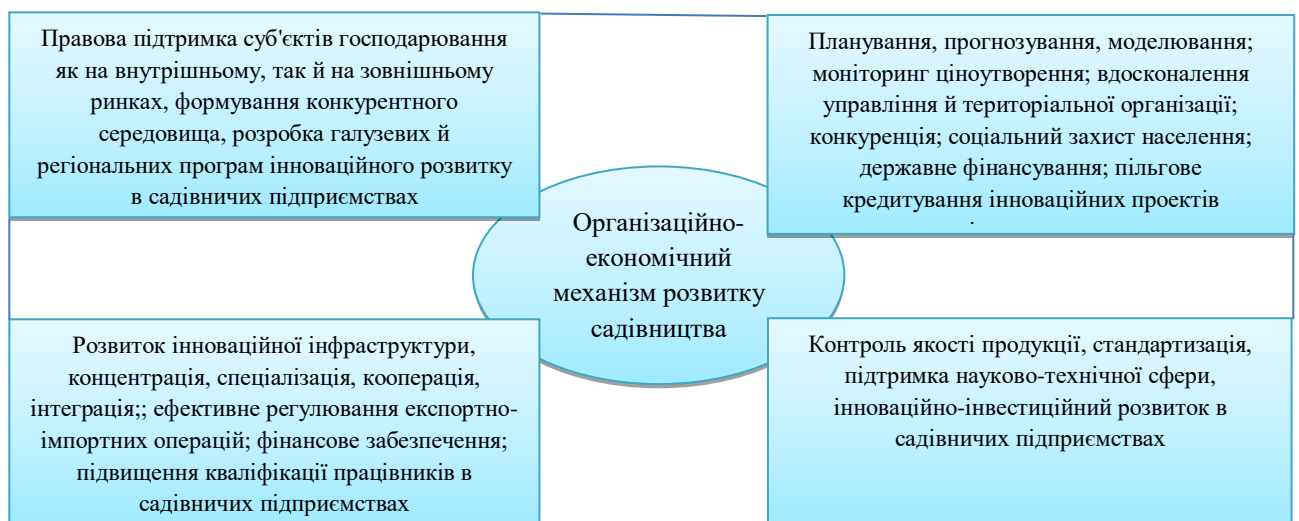 Правова підтримка суб'єктів господарювання
як на внутрішньому, так й на зовнішньому
ринках, формування конкурентного
середовища, розробка галузевих й
регіональних програм інноваційного розвитку
в садівничих підприємствах
Планування, прогнозування, моделювання;
моніторинг ціноутворення; вдосконалення
управління й територіальної організації;
конкуренція; соціальний захист населення;
державне фінансування; пільгове
кредитування інноваційних проектів
Організаційно-
економічний
механізм розвитку
садівництва
Розвиток інноваційної інфраструктури,
концентрація, спеціалізація, кооперація,
інтеграція;; ефективне регулювання експортно-
імпортних операцій; фінансове забезпечення;
підвищення кваліфікації працівників в
садівничих підприємствах
Контроль якості продукції, стандартизація,
підтримка науково-технічної сфери,
інноваційно-інвестиційний розвиток в
садівничих підприємствах